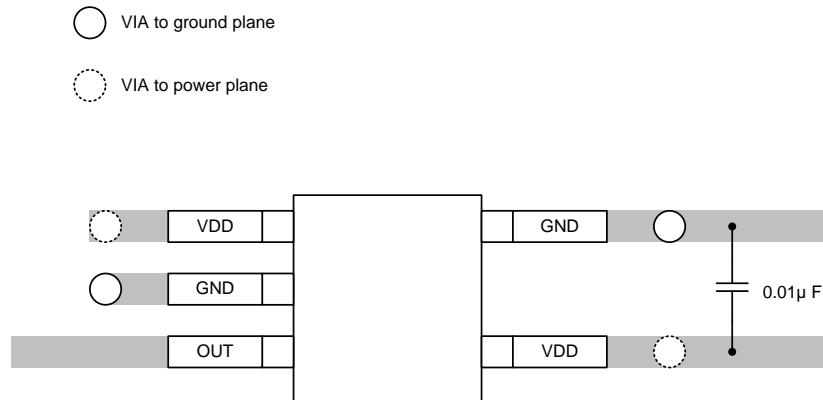 VIA to ground plane
VIA to power plane
VDD
GND
GND
0.01µ F
OUT
VDD